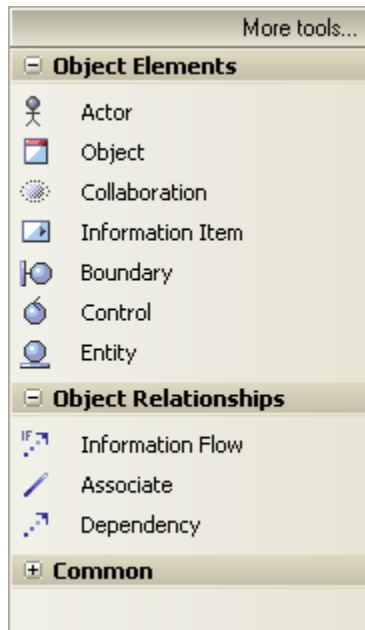 More tools...
Object Elements
Actor
Object
Collaboration
Information Item
Boundary
Control
Entity
Object Relationships
IF
Information Flow
Associate
Dependency
Common